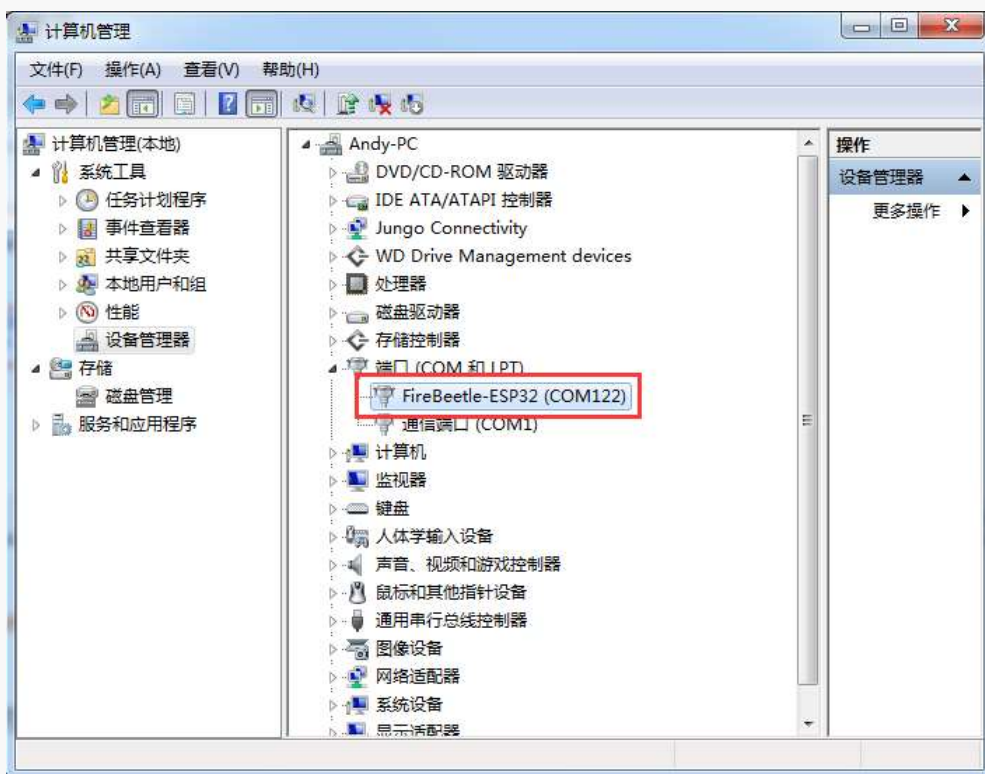 计算机管理
文件(F) 操作(A) 查看(V) 帮助(H)
计算机管理(本地)
系统工具
任务计划程序
事件查看器
共享文件夹
本地用户和组
性能
设备管理器
存储
磁盘管理
服务和应用程序
Andy-PC
DVD/CD-ROM 驱动器
IDE ATA/ATAPI 控制器
Jungo Connectivity
WD Drive Management devices
处理器
磁盘驱动器
存储控制器
端口 (COM 和 LPT)
FireBeetle-ESP32 (COM122)
通信端口 (COM1)
计算机
监视器
键盘
人体学输入设备
声音、视频和游戏控制器
鼠标和其他指针设备
通用串行总线控制器
图像设备
网络适配器
系统设备
显示适配器
操作
设备管理器
更多操作